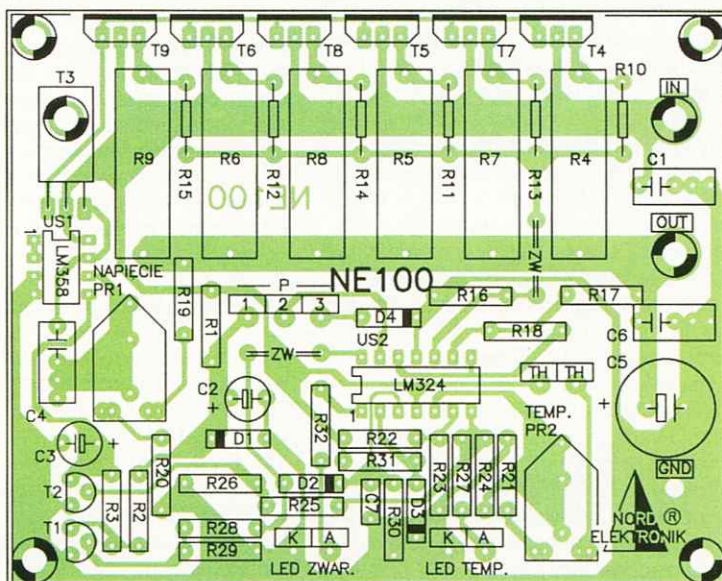 T9 T6 T8 T5 T7 T4
T3
R10
IN
R9 R15 R6 R12 R8 R14 R5 R11 R7 R13 R4
C1
NE100
US1
OUT
1
LM358
NAPIECIE
PR1
R19
R1
P
1 2 3
NE100
=ZW=
R16
R17
D4
US2
R18
C6
=ZW=
C5
C4
C2
+
LM324
1
TH TH
+
TEMP.
PR2
C3
+
D1
R32
R22
R31
R20
R23 R27 R24 R21
GND
T2
R3 R2
R26
D2
R25
C7
R30
D3
T1
R28
R29
K A
LED ZWAR.
K A
LED TEMP.
NORD ®
ELEKTRONIK